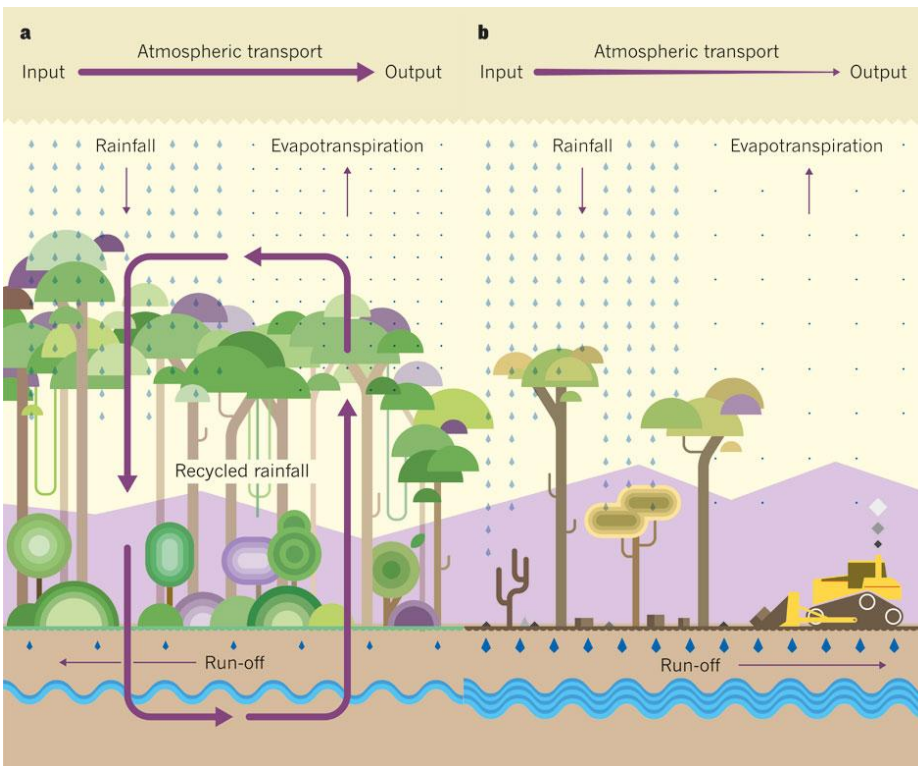 a
Atmospheric transport
Input
Output
Rainfall
Evapotranspiration
Recycled rainfall
Run-off
b
Atmospheric transport
Input
Output
Rainfall
Evapotranspiration
Run-off